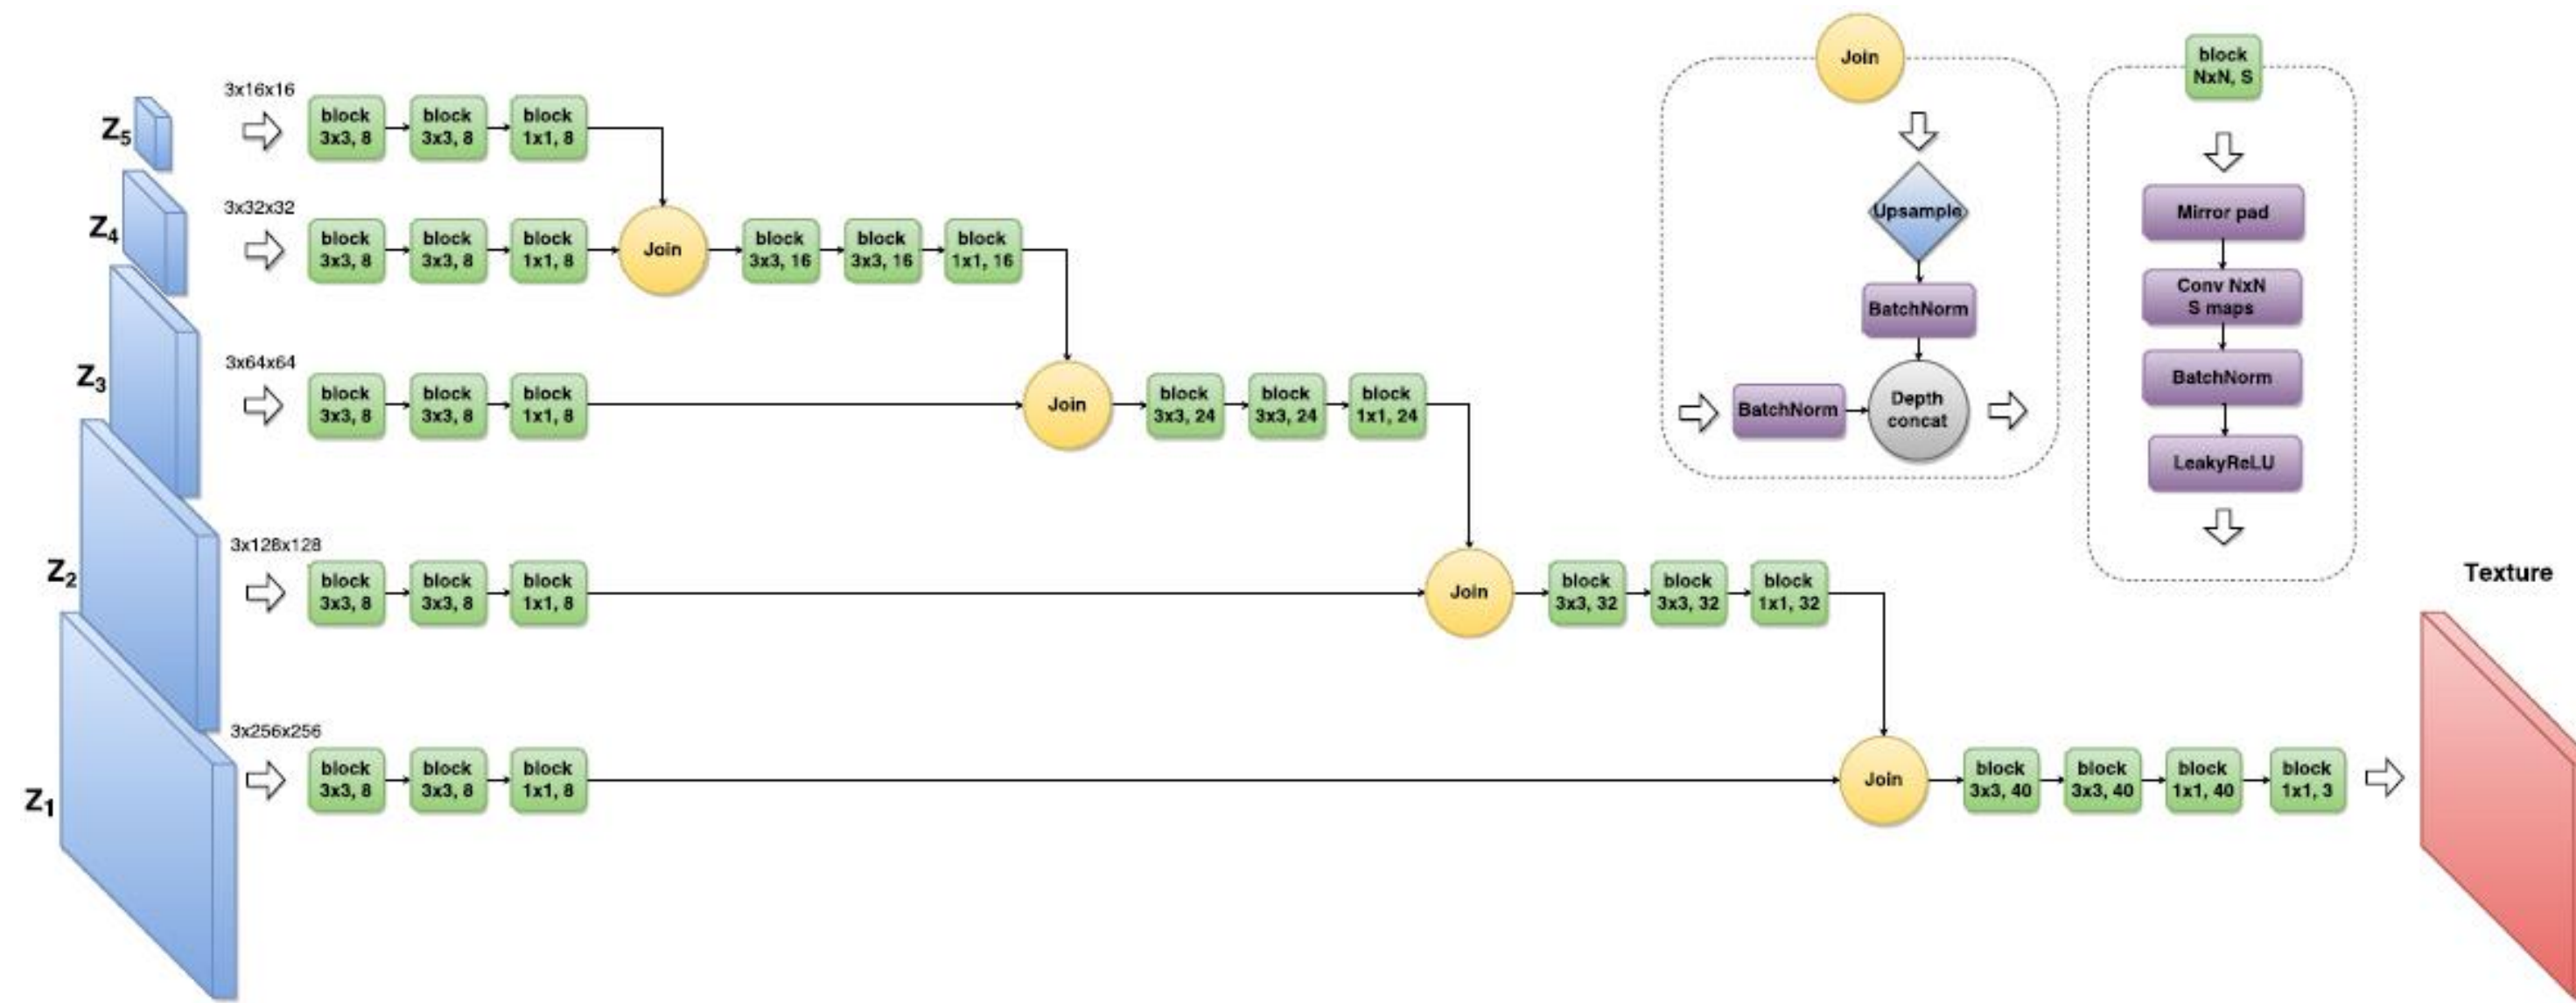 Join
block
NxN, S
Upsample
BatchNorm
BatchNorm
Depth
concat
Mirror pad
Conv NxN
S maps
BatchNorm
LeakyReLU
Z5
3x16x16
block
3x3, 8
block
3x3, 8
block
1x1, 8
Z4
3x32x32
block
3x3, 8
block
3x3, 8
block
1x1, 8
Join
block
3x3, 16
block
3x3, 16
block
1x1, 16
Z3
3x64x64
block
3x3, 8
block
3x3, 8
block
1x1, 8
Join
block
3x3, 24
block
3x3, 24
block
1x1, 24
Z2
3x128x128
block
3x3, 8
block
3x3, 8
block
1x1, 8
Join
block
3x3, 32
block
3x3, 32
block
1x1, 32
Texture
Z1
3x256x256
block
3x3, 8
block
3x3, 8
block
1x1, 8
Join
block
3x3, 40
block
3x3, 40
block
1x1, 40
block
1x1, 3